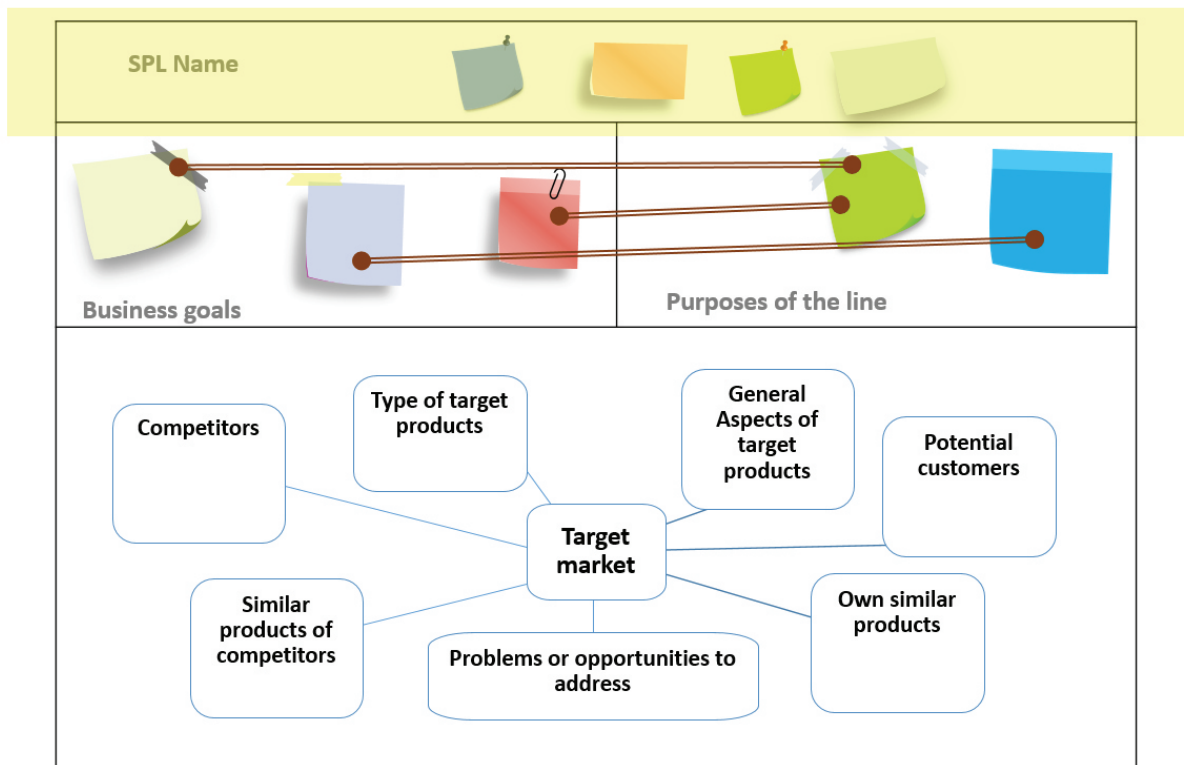 SPL Name
Business goals
Purposes of the line
Competitors
Type of target
products
General
Aspects of
target
products
Potential
customers
Target
market
Similar
products of
competitors
Problems or opportunities to
address
Own similar
products